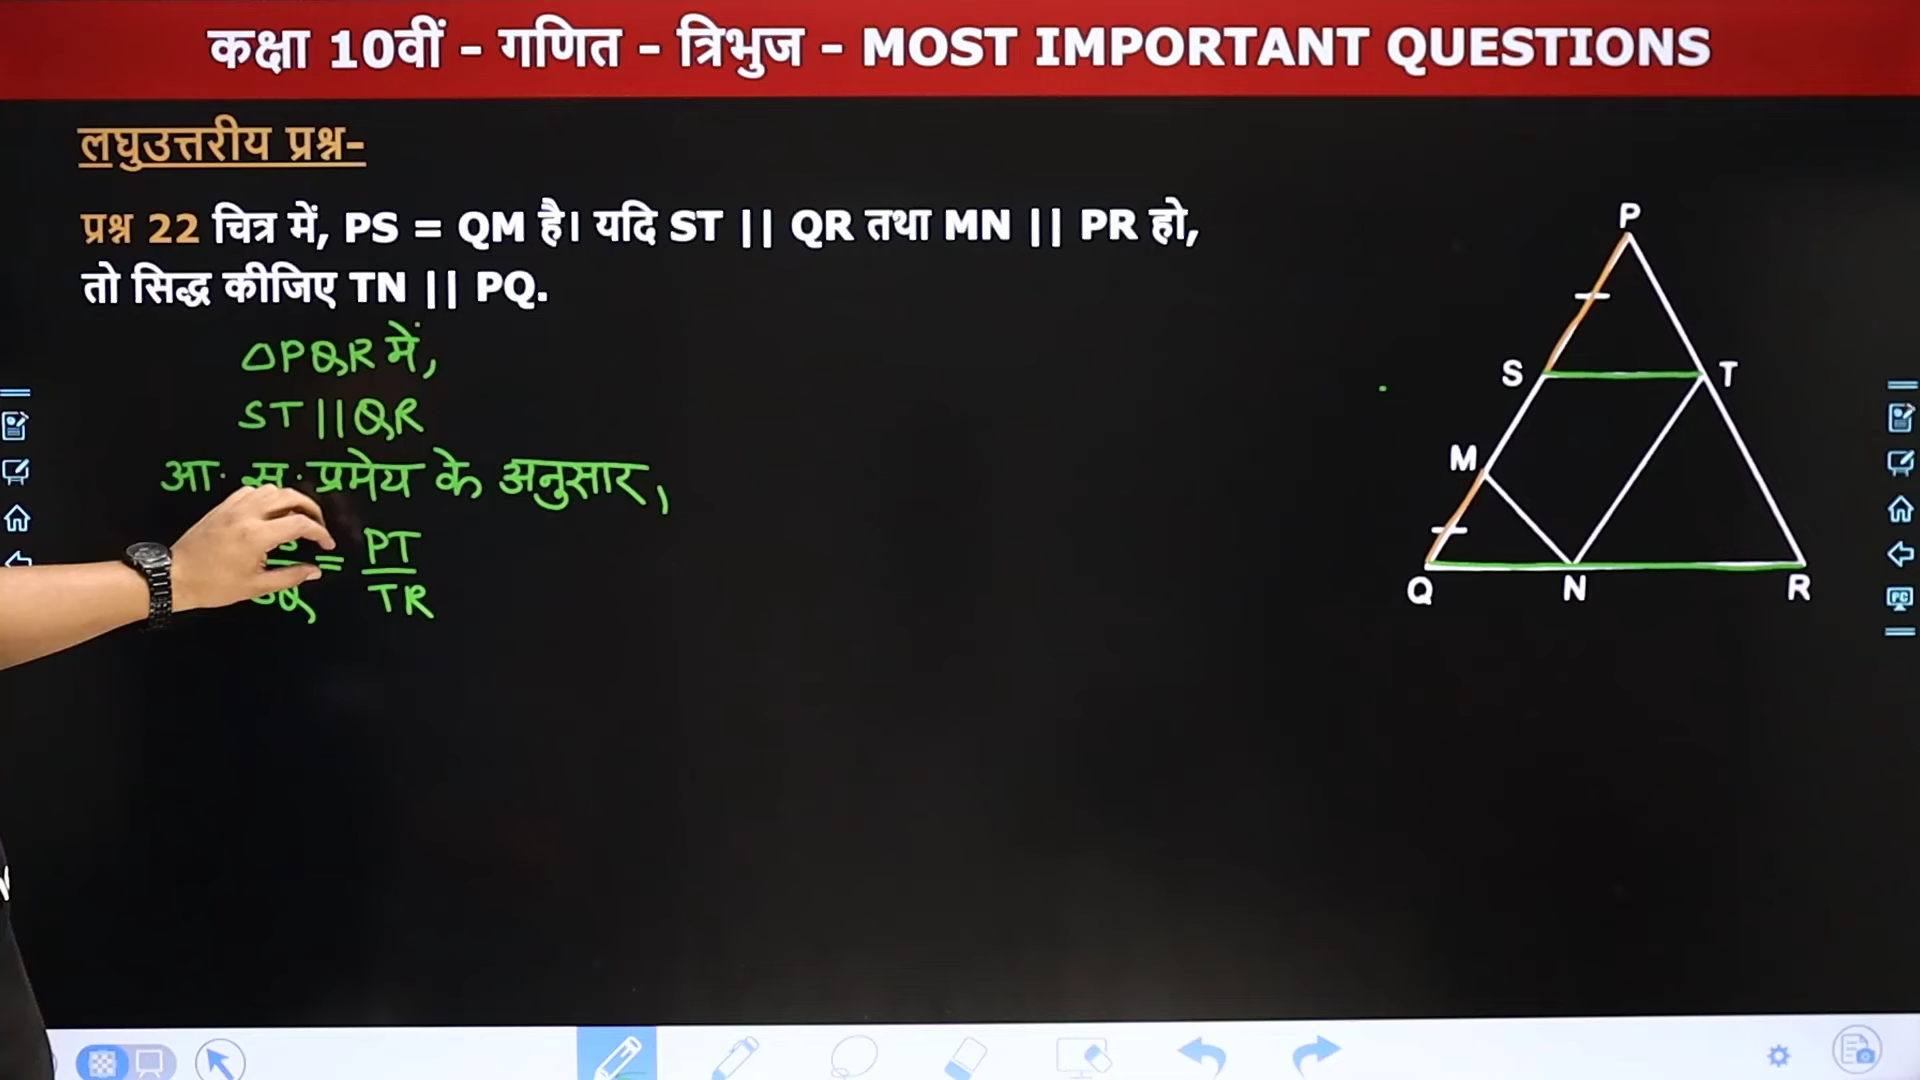 कक्षा 10वीं - गणित - त्रिभुज - MOST IMPORTANT QUESTIONS
लघुउत्तरीय प्रश्न-
प्रश्न 22 चित्र में, PS = QM है। यदि ST || QR तथा MN || PR हो,
तो सिद्ध कीजिए TN || PQ.
△PQR में,
ST||QR
आ. स. प्रमेय के अनुसार,
= PT
TR
P
S
T
M
Q
N
R